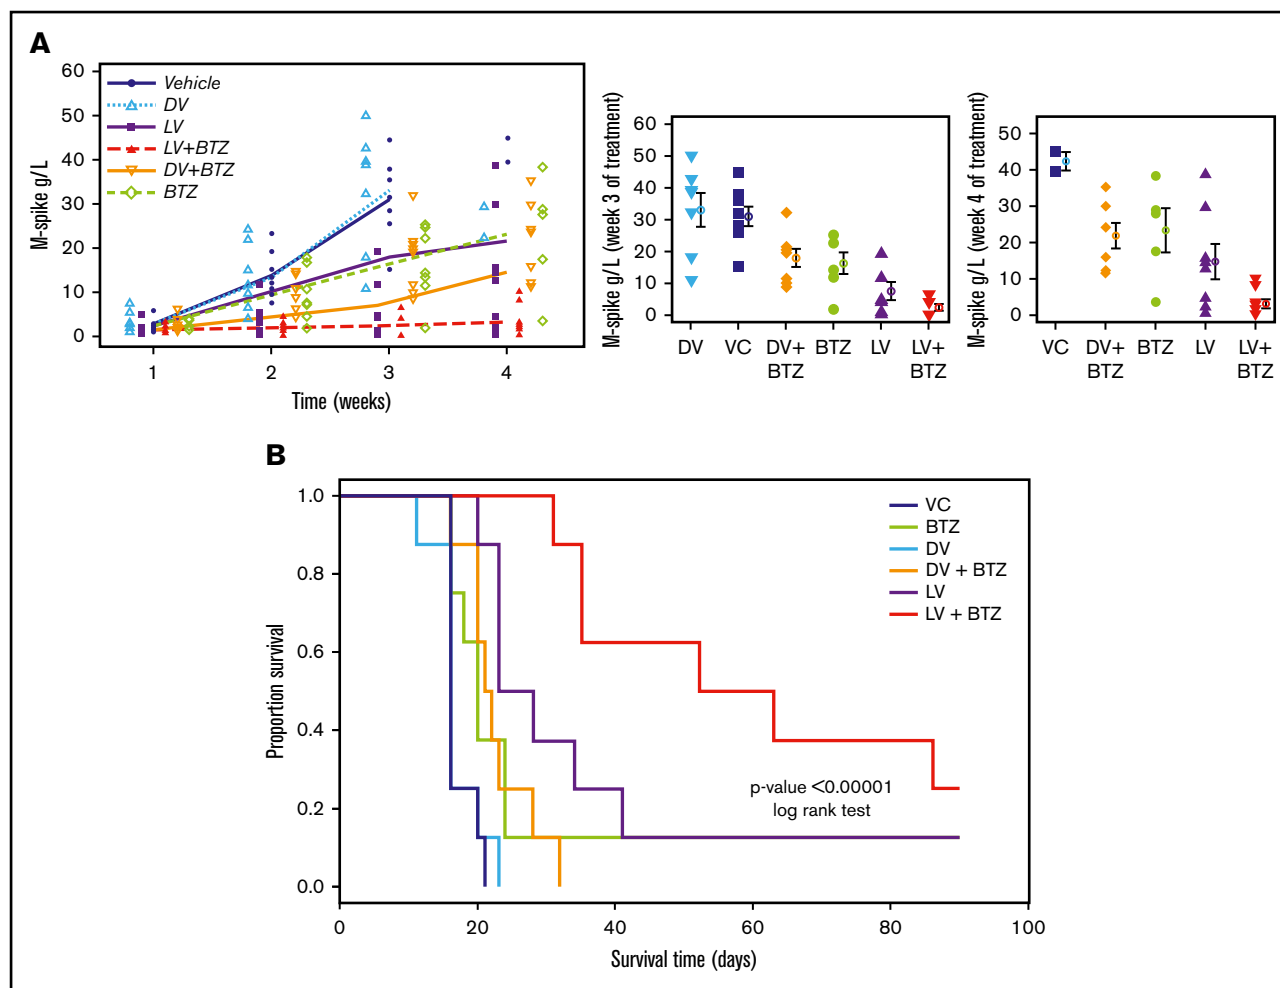 A
60
50
40
30
20
10
0
M-spike g/L
Vehicle
DV
LV
LV+BTZ
DV+BTZ
BTZ
1
2
3
4
Time (weeks)
M-spike g/L (week 3 of treatment)
60
50
40
30
20
10
0
DV
VC
DV+
BTZ
BTZ
LV
LV+
BTZ
M-spike g/L (week 4 of treatment)
50
40
30
20
10
0
VC
DV+
BTZ
BTZ
LV
LV+
BTZ
B
1.0
0.8
0.6
0.4
0.2
0.0
Proportion survival
VC
BTZ
DV
DV + BTZ
LV
LV + BTZ
p-value <0.00001
log rank test
0
20
40
60
80
100
Survival time (days)